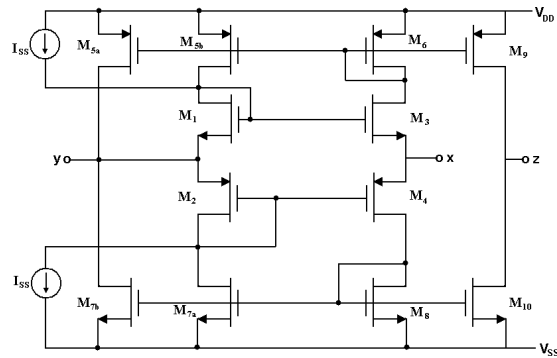 V_DD
I_SS
M_5a
M_5b
M_6
M_9
M_1
M_3
y
x
z
M_2
M_4
I_SS
M_7b
M_7a
M_8
M_10
V_SS